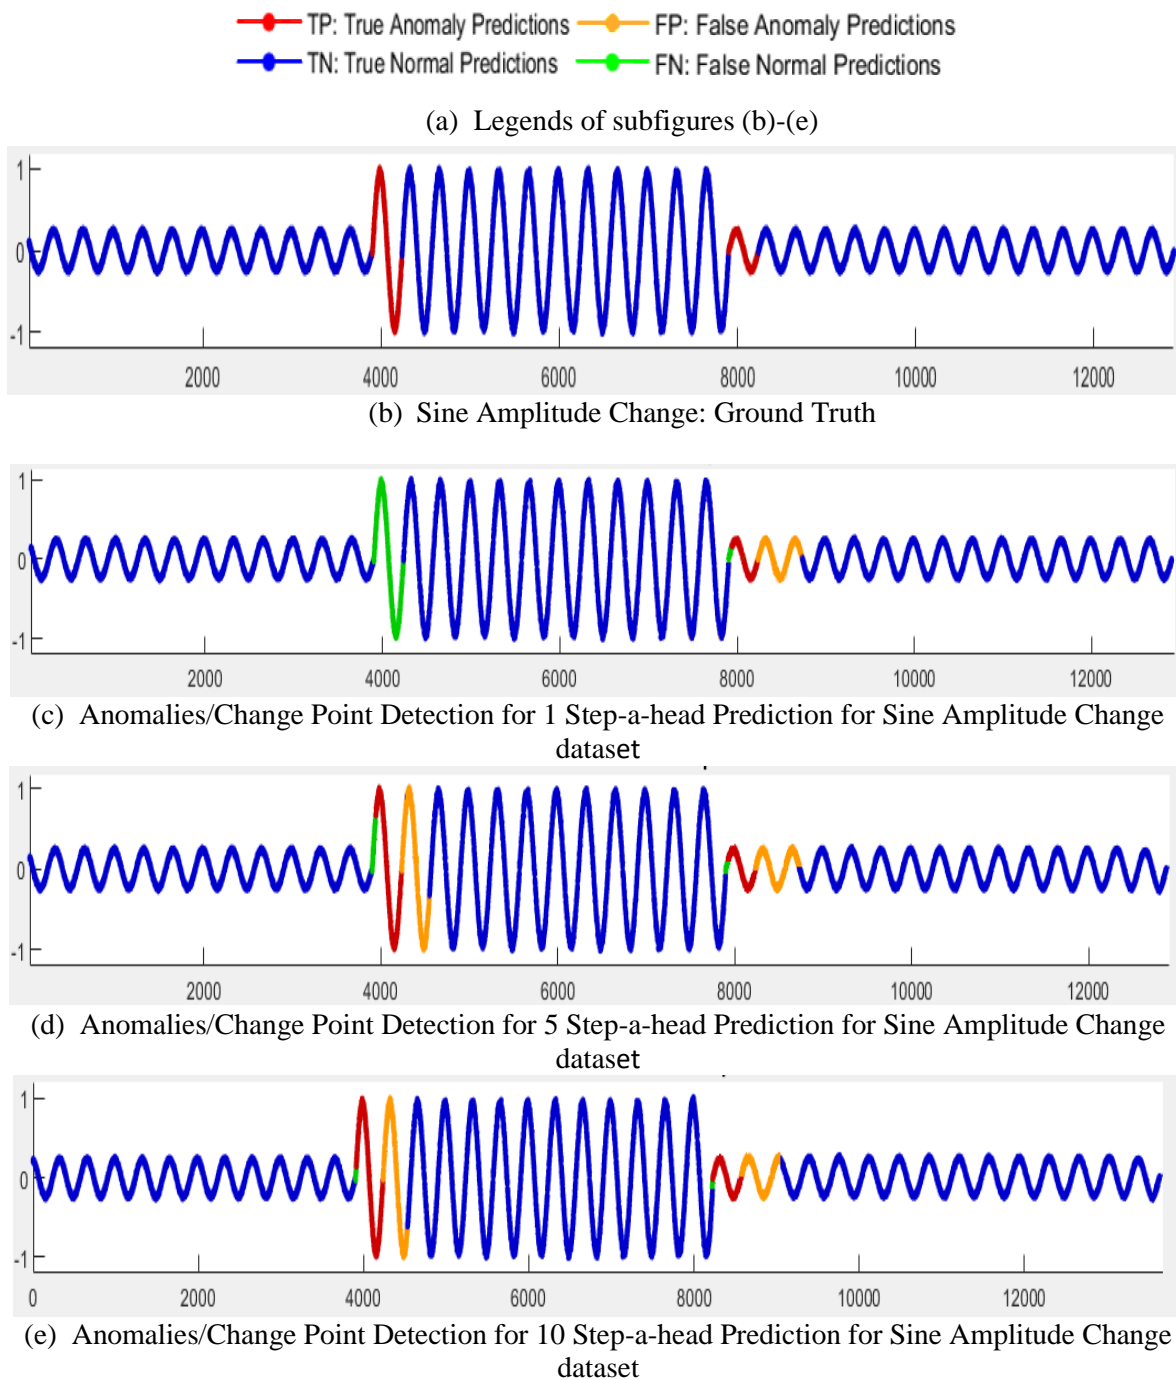 TP: True Anomaly Predictions FP: False Anomaly Predictions
TN: True Normal Predictions FN: False Normal Predictions
(a) Legends of subfigures (b)-(e)
1
0
-1
2000 4000 6000 8000 10000 12000
(b) Sine Amplitude Change: Ground Truth
1
0
-1
2000 4000 6000 8000 10000 12000
(c) Anomalies/Change Point Detection for 1 Step-a-head Prediction for Sine Amplitude Change
dataset
1
0
-1
2000 4000 6000 8000 10000 12000
(d) Anomalies/Change Point Detection for 5 Step-a-head Prediction for Sine Amplitude Change
dataset
1
0
-1
0 2000 4000 6000 8000 10000 12000
(e) Anomalies/Change Point Detection for 10 Step-a-head Prediction for Sine Amplitude Change
dataset